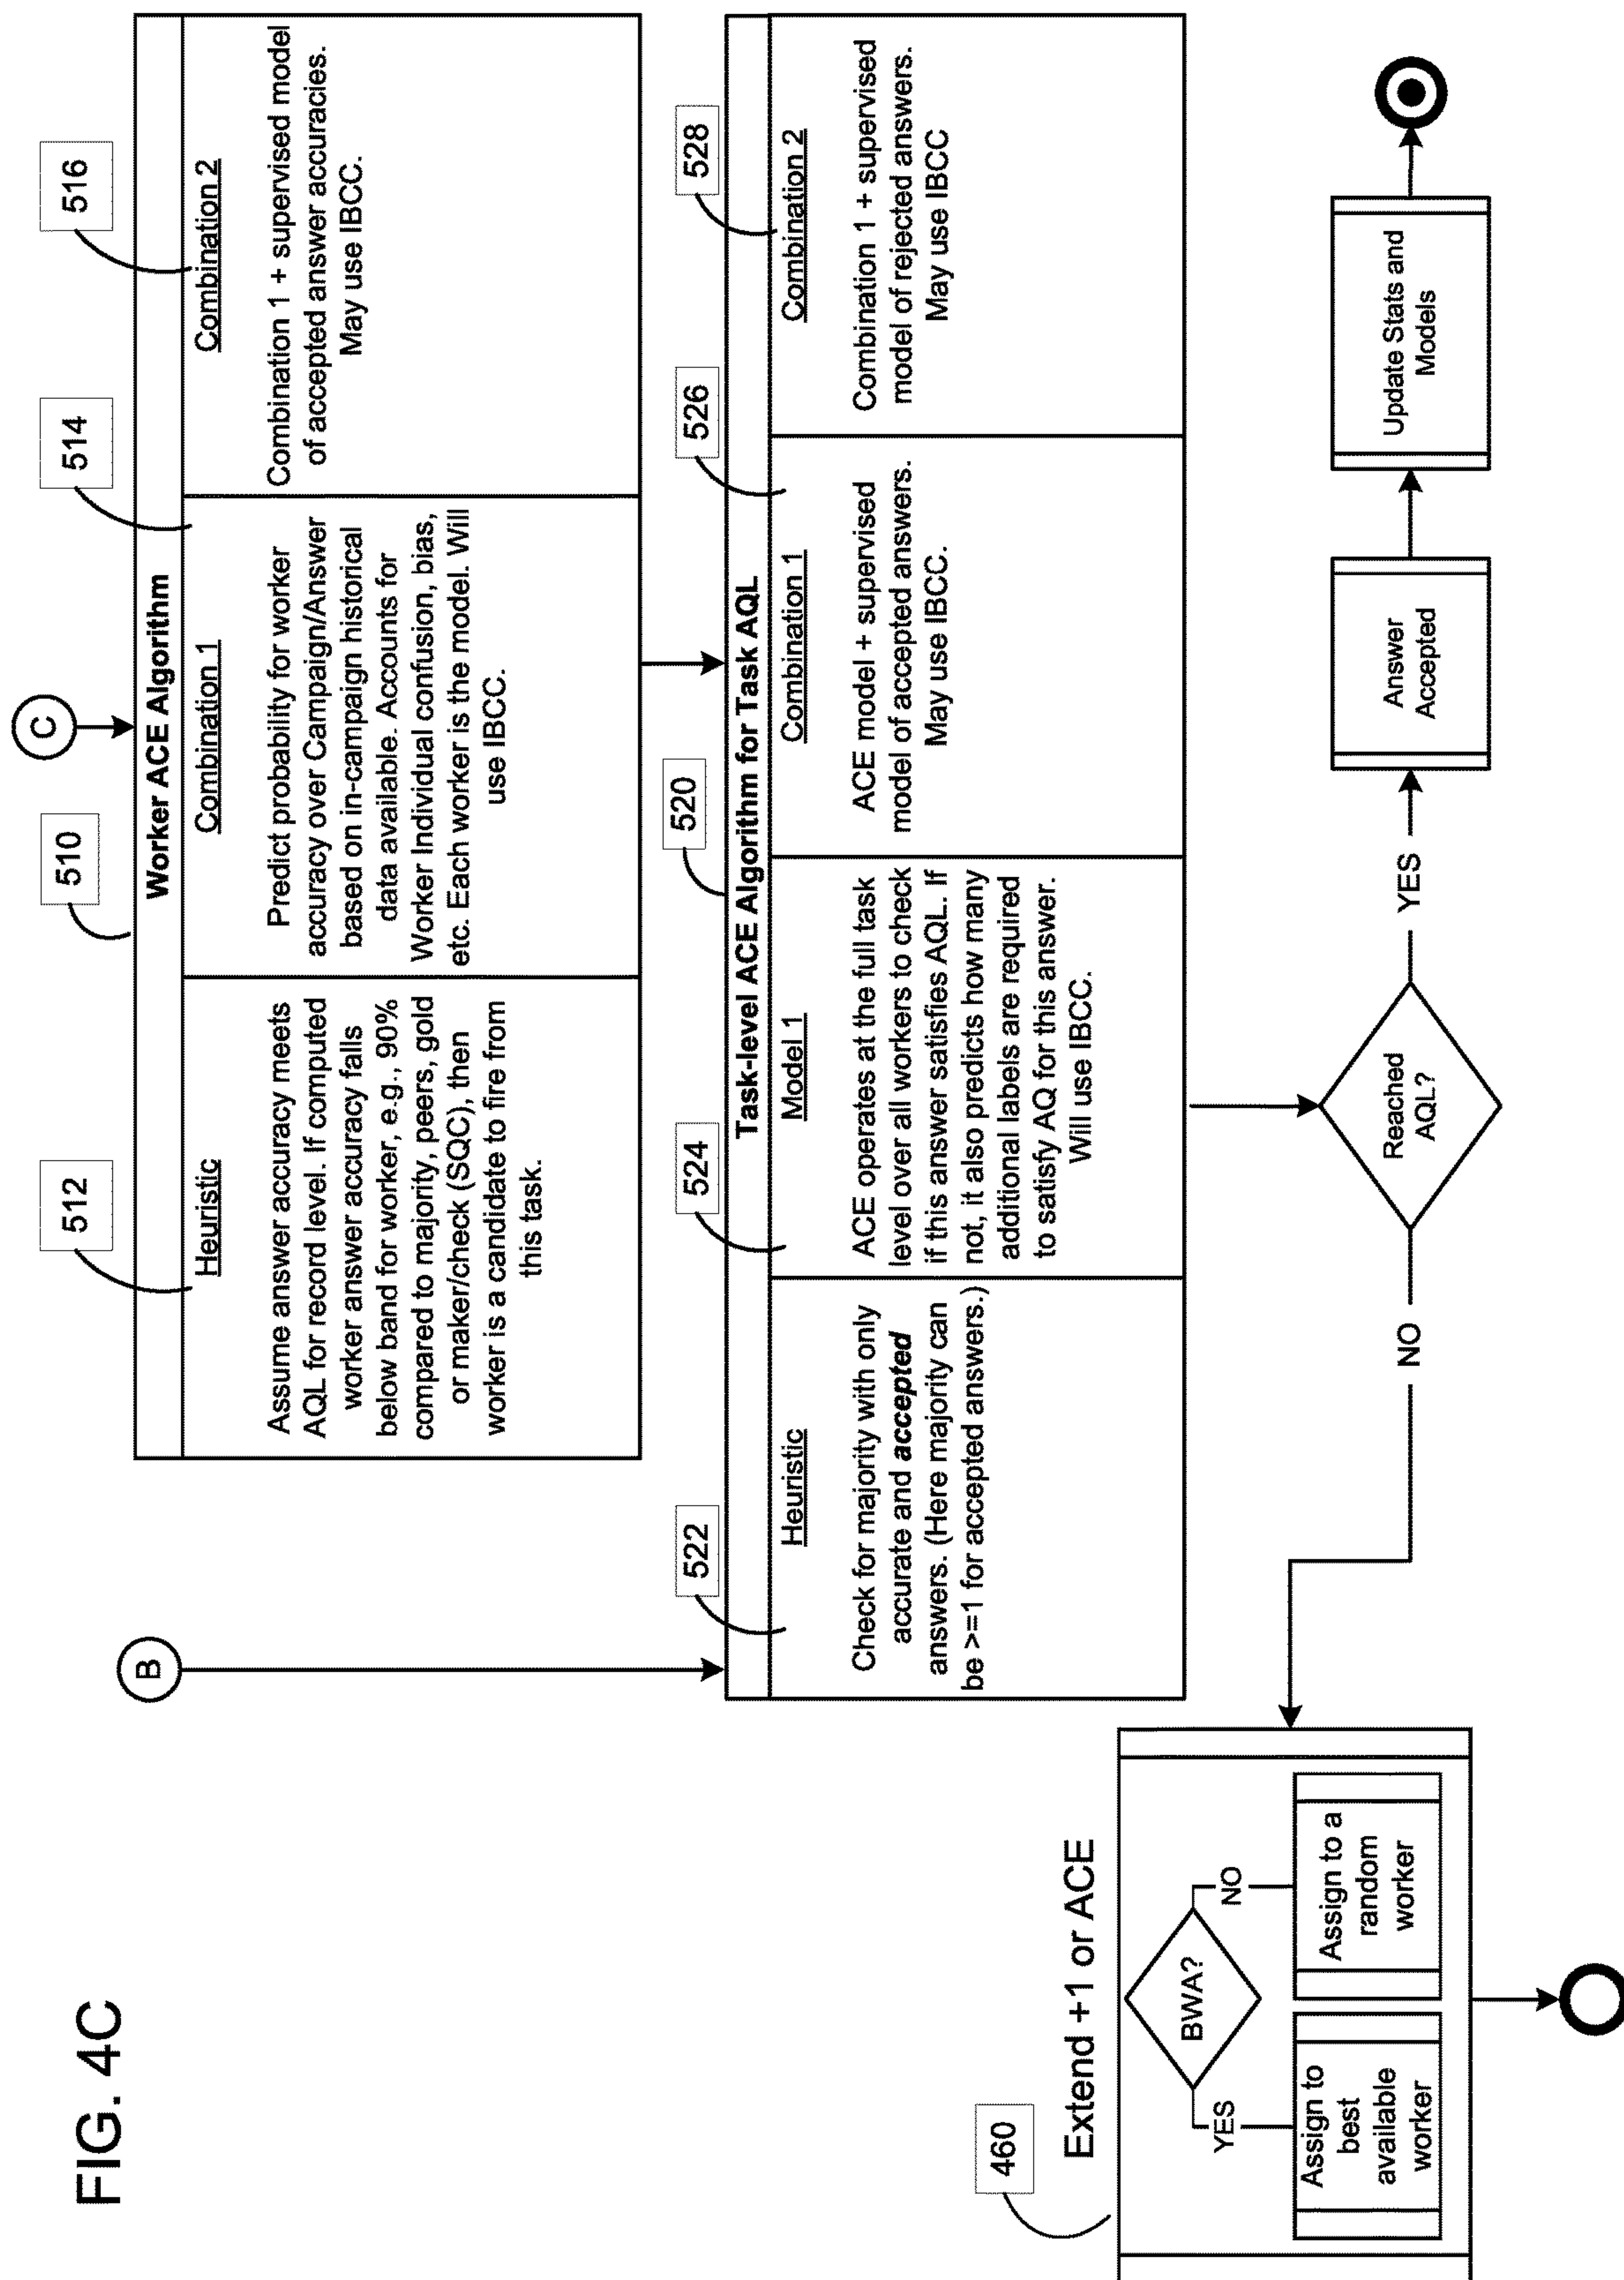 FIG. 4C
C
510
Worker ACE Algorithm
512
Heuristic
Assume answer accuracy meets
AQL for record level. If computed
worker answer accuracy falls
below band for worker, e.g., 90%
compared to majority, peers, gold
or maker/check (SQC), then
worker is a candidate to fire from
this task.
514
Combination 1
Predict probability for worker
accuracy over Campaign/Answer
based on in-campaign historical
data available. Accounts for
Worker Individual confusion, bias,
etc. Each worker is the model. Will
use IBCC.
516
Combination 2
Combination 1 + supervised model
of accepted answer accuracies.
May use IBCC.
B
520
Task-level ACE Algorithm for Task AQL
522
Heuristic
Check for majority with only
accurate and accepted
answers. (Here majority can
be >=1 for accepted answers.)
524
Model 1
ACE operates at the full task
level over all workers to check
if this answer satisfies AQL. If
not, it also predicts how many
additional labels are required
to satisfy AQ for this answer.
Will use IBCC.
526
Combination 1
ACE model + supervised
model of accepted answers.
May use IBCC.
528
Combination 2
Combination 1 + supervised
model of rejected answers.
May use IBCC
460
Extend +1 or ACE
BWA?
YES
NO
Assign to
best
available
worker
Assign to a
random
worker
NO
Reached
AQL?
YES
Answer
Accepted
Update Stats and
Models